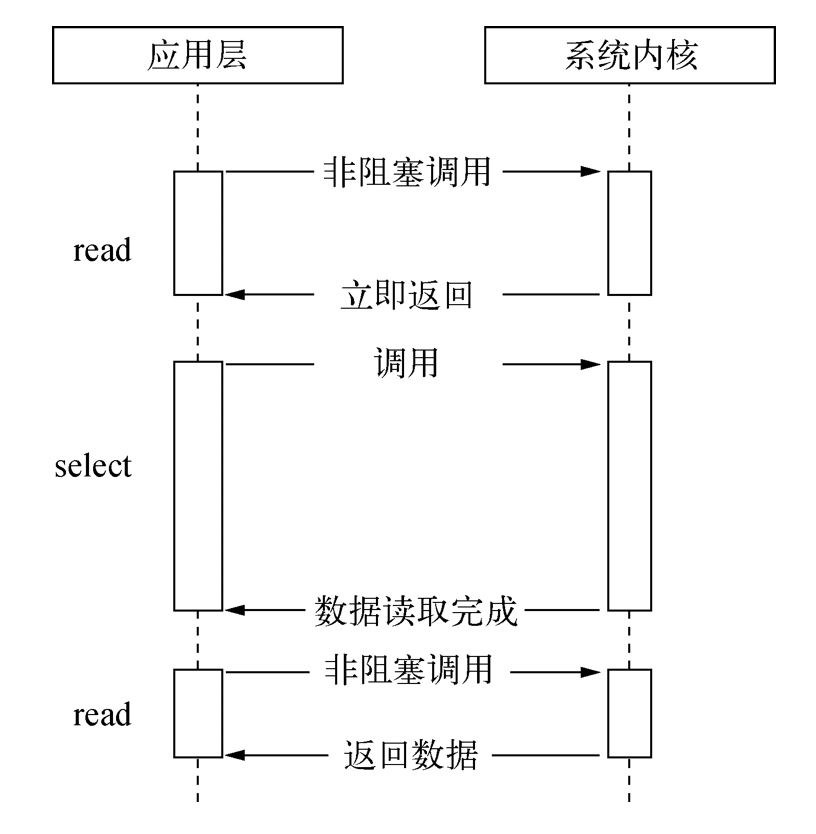 应用层
系统内核
非阻塞调用
read
立即返回
调用
select
数据读取完成
非阻塞调用
read
返回数据